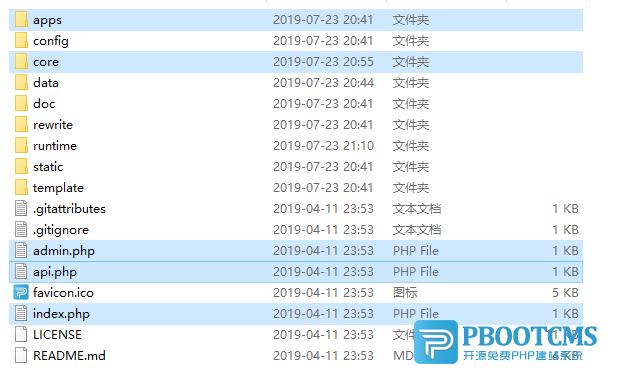 apps 2019-07-23 20:41 文件夹
config 2019-07-23 20:41 文件夹
core 2019-07-23 20:55 文件夹
data 2019-07-23 20:44 文件夹
doc 2019-07-23 20:41 文件夹
rewrite 2019-07-23 20:41 文件夹
runtime 2019-07-23 21:10 文件夹
static 2019-07-23 20:41 文件夹
template 2019-07-23 20:41 文件夹
.gitattributes 2019-04-11 23:53 文本文档 1 KB
.gitignore 2019-04-11 23:53 文本文档 1 KB
admin.php 2019-04-11 23:53 PHP File 1 KB
api.php 2019-04-11 23:53 PHP File 1 KB
favicon.ico 2019-04-11 23:53 图标 5 KB
index.php 2019-04-11 23:53 PHP File 1 KB
LICENSE 2019-04-11 23:53 KB
README.md 2019-04-11 23:53 MD KB
PBOOTCMS
开源免费PHP建站系统